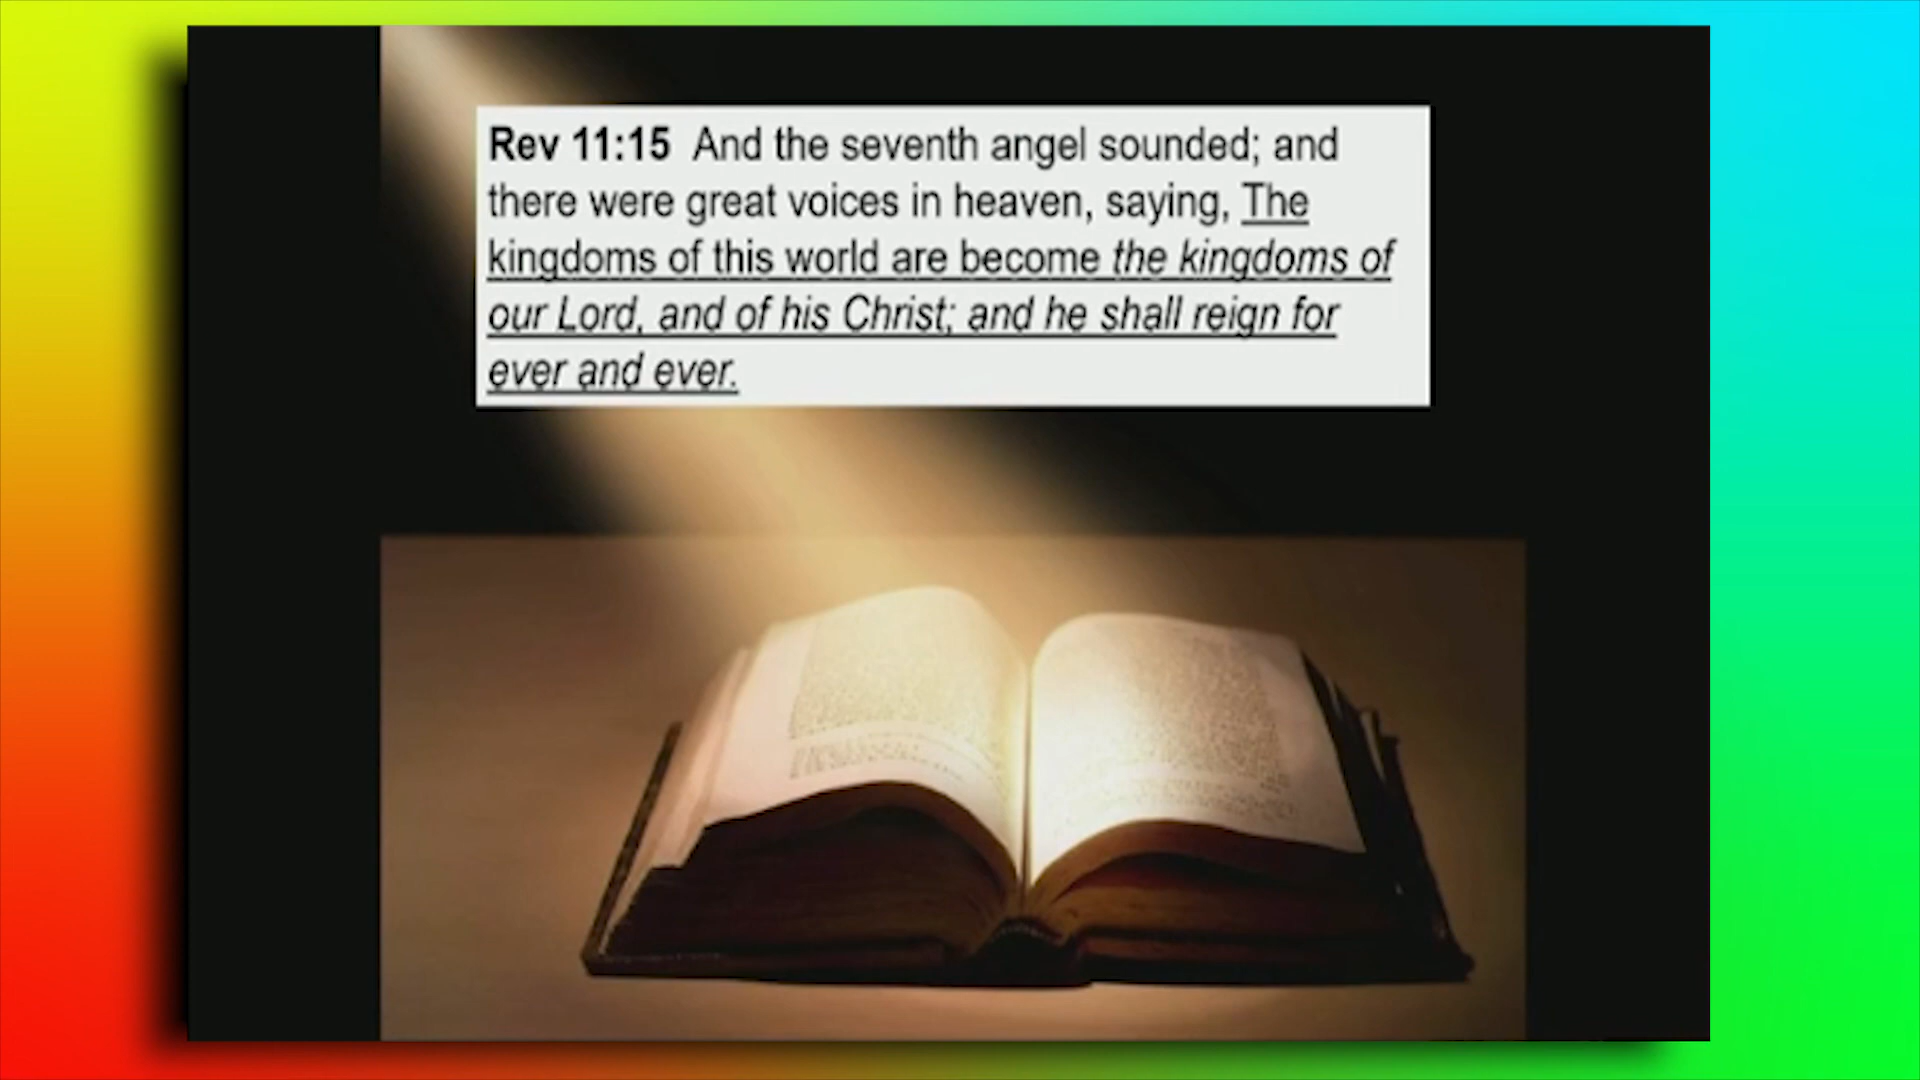 Rev 11:15  And the seventh angel sounded; and
there were great voices in heaven, saying, The
kingdoms of this world are become the kingdoms of
our Lord, and of his Christ; and he shall reign for
ever and ever.